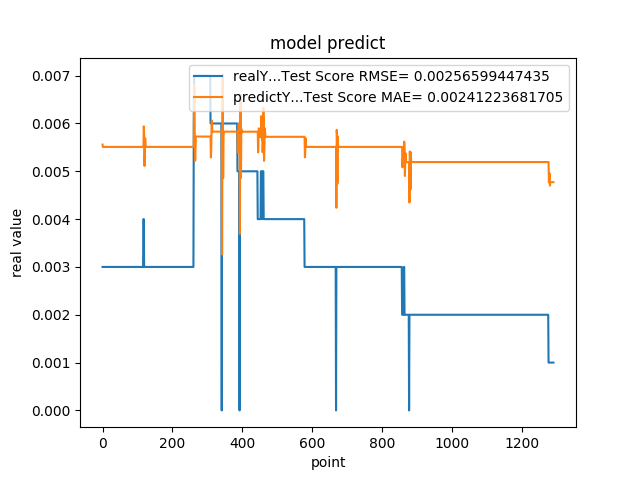 model predict
realY...Test Score RMSE= 0.00256599447435
predictY...Test Score MAE= 0.00241223681705
0.007
0.006
0.005
0.004
0.003
0.002
0.001
0.000
real value
0 200 400 600 800 1000 1200
point